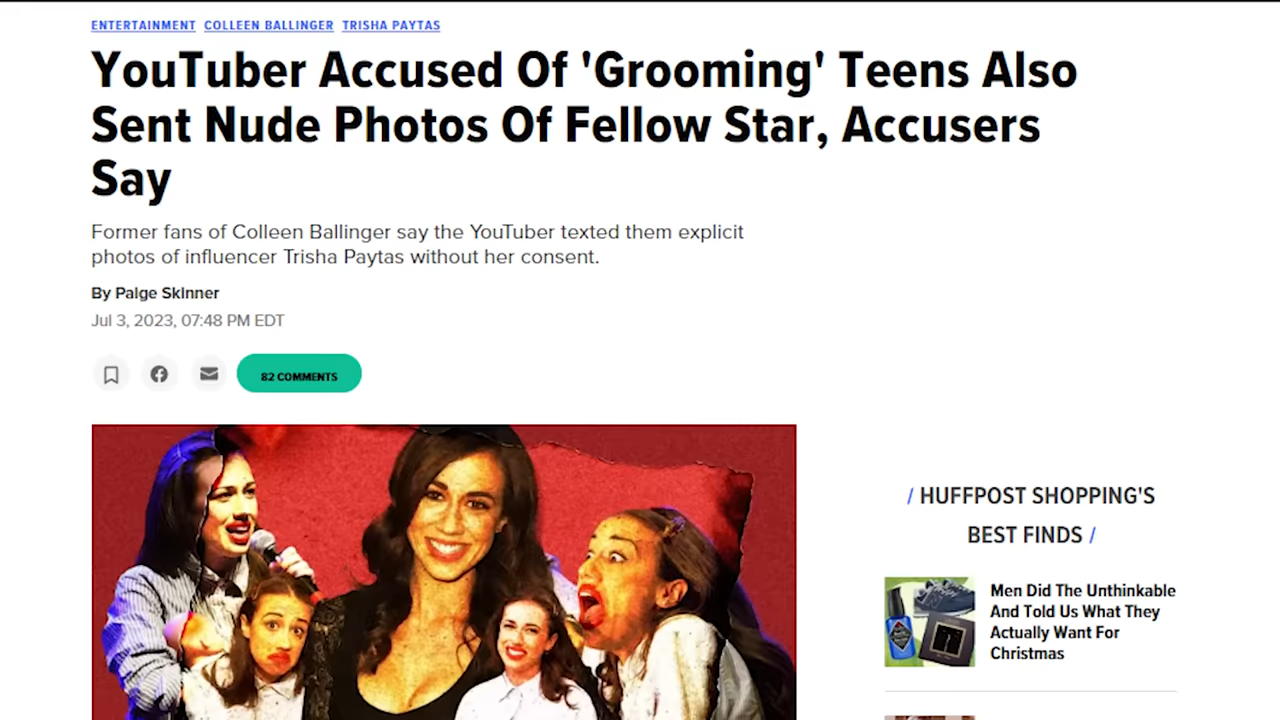 ENTERTAINMENT COLLEEN BALLINGER TRISHA PAYTAS
YouTuber Accused Of 'Grooming' Teens Also
Sent Nude Photos Of Fellow Star, Accusers
Say
Former fans of Colleen Ballinger say the YouTuber texted them explicit
photos of influencer Trisha Paytas without her consent.
By Paige Skinner
Jul 3, 2023, 07:48 PM EDT
82 COMMENTS
/ HUFFPOST SHOPPING'S
BEST FINDS /
Men Did The Unthinkable
And Told Us What They
Actually Want For
Christmas